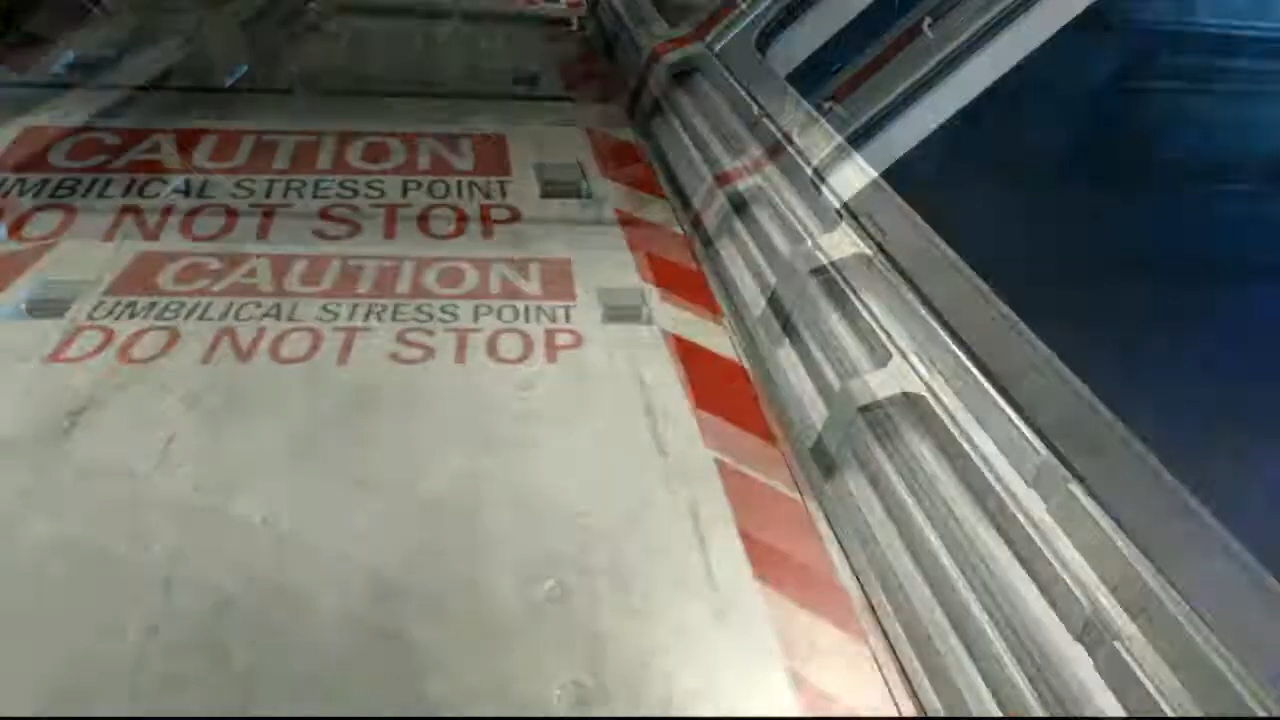 CAUTION
UMBILICAL STRESS POINT
DO NOT STOP
CAUTION
UMBILICAL STRESS POINT
DO NOT STOP